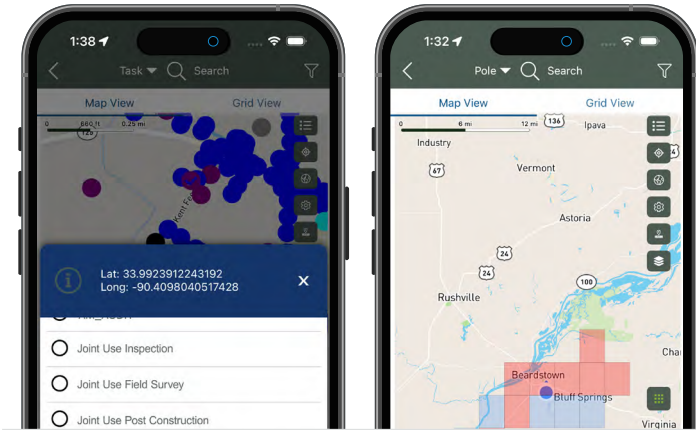 1:38
Task
Search
Map View
Grid View
0
660 ft
0.25 mi
Kent
Lat: 33.9923912243192
Long: -90.4098040517428
X
Joint Use Inspection
Joint Use Field Survey
Joint Use Post Construction
1:32
Pole
Search
Map View
Grid View
0
6 mi
12 mi
136
Ipava
Industry
67
Vermont
Astoria
24
24
100
Rushville
Beardstown
Bluff Springs
Virginia